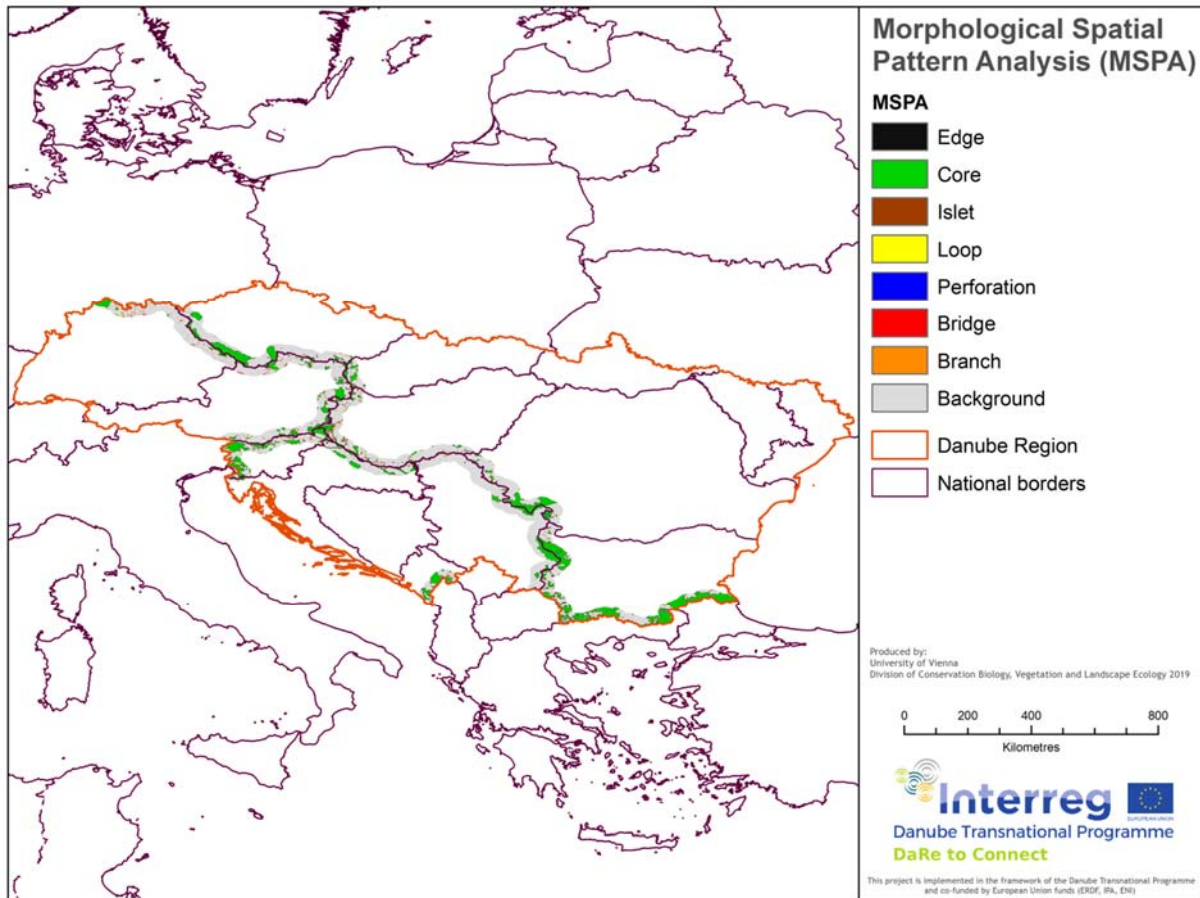 Morphological Spatial
Pattern Analysis (MSPA)
MSPA
Edge
Core
Islet
Loop
Perforation
Bridge
Branch
Background
Danube Region
National borders
Produced by:
University of Vienna
Division of Conservation Biology, Vegetation and Landscape Ecology 2019
0 200 400 800
Kilometres
Interreg
EUROPEAN UNION
Danube Transnational Programme
DaRe to Connect
This project is implemented in the framework of the Danube Transnational Programme
and co-funded by European Union funds (ERDF, IPA, ENI)